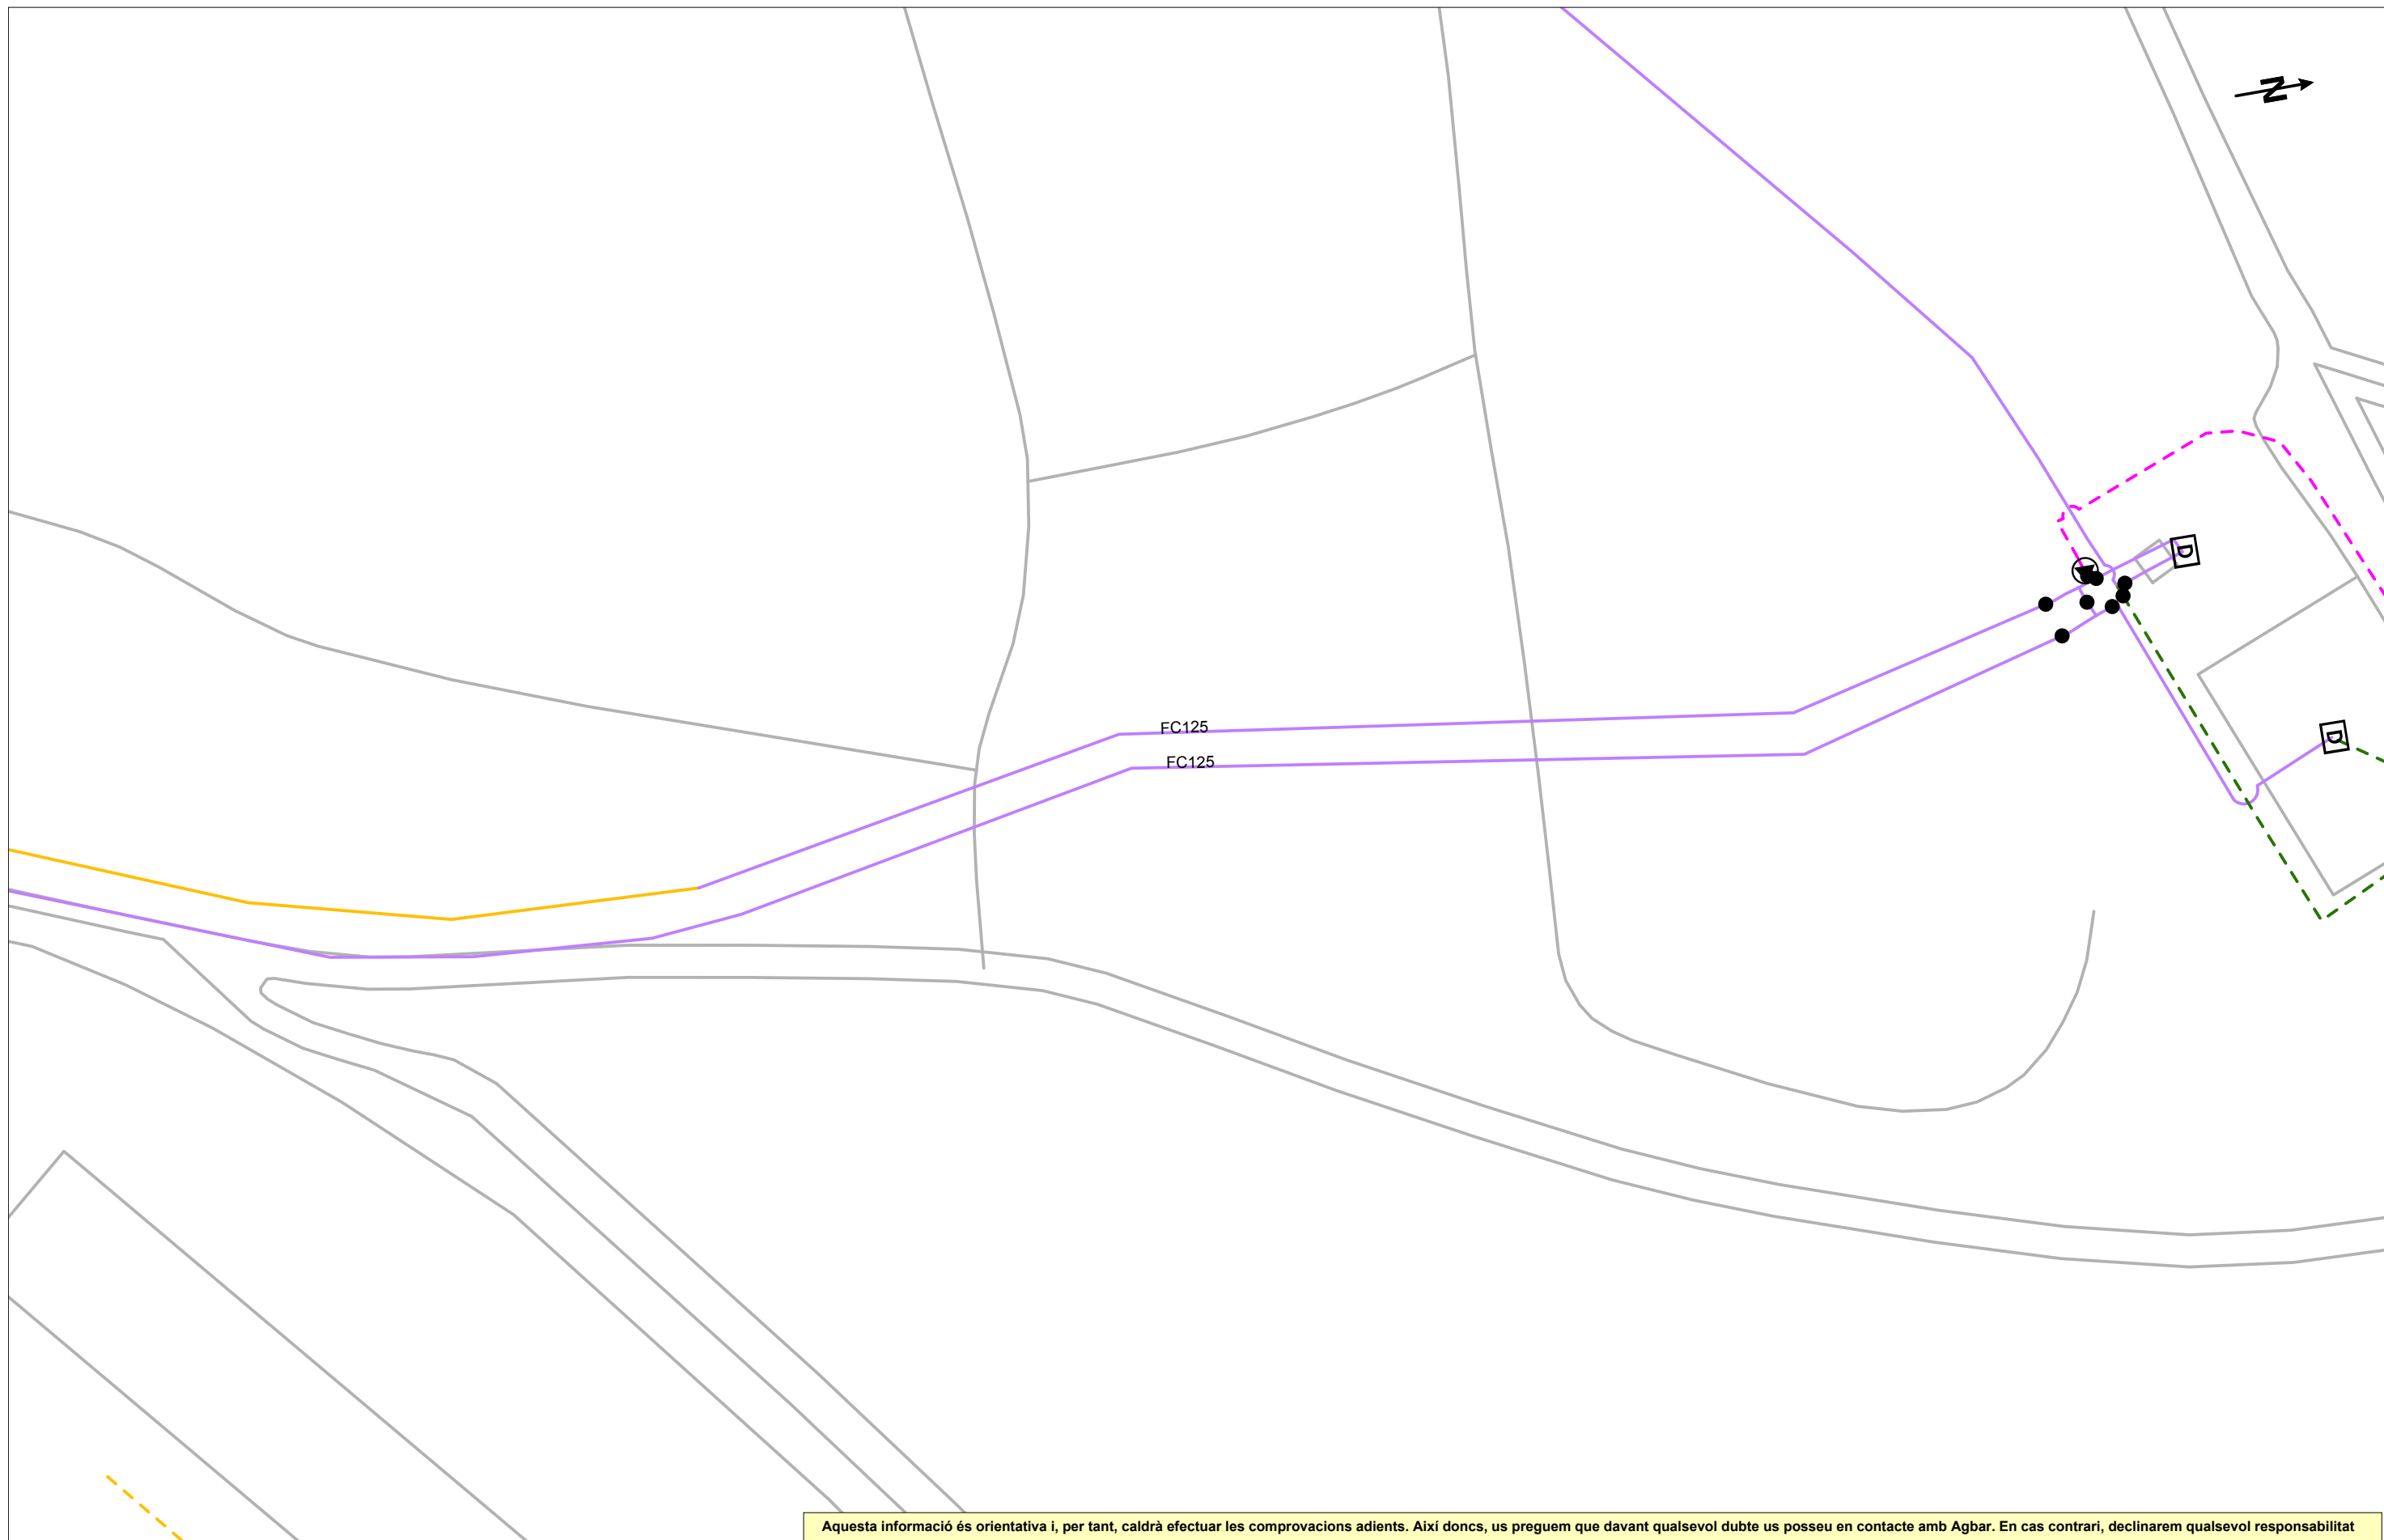 N
D
FC125
D
FC125
Aquesta informació és orientativa i, per tant, caldrà efectuar les comprovacions adients. Així doncs, us preguem que davant qualsevol dubte us posseu en contacte amb Agbar. En cas contrari, declinarem qualsevol responsabilitat